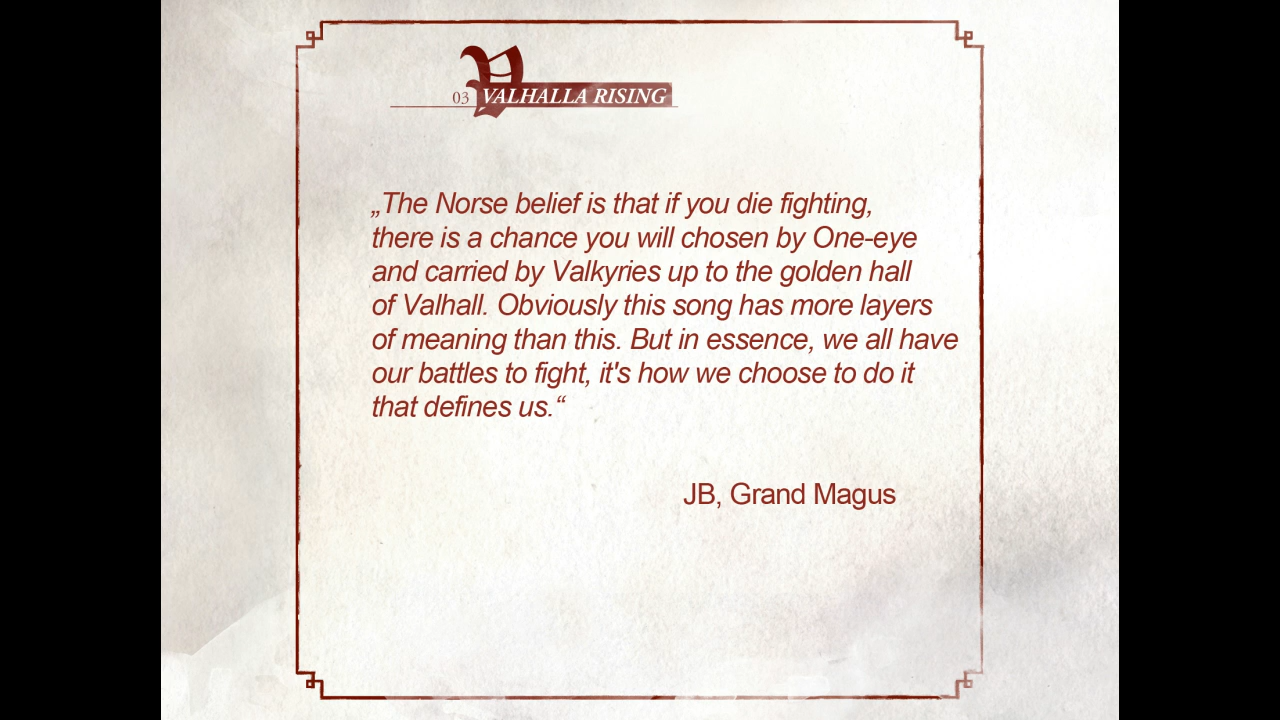 03 VALHALLA RISING
„The Norse belief is that if you die fighting,
there is a chance you will chosen by One-eye
and carried by Valkyries up to the golden hall
of Valhall. Obviously this song has more layers
of meaning than this. But in essence, we all have
our battles to fight, it's how we choose to do it
that defines us.“
JB, Grand Magus